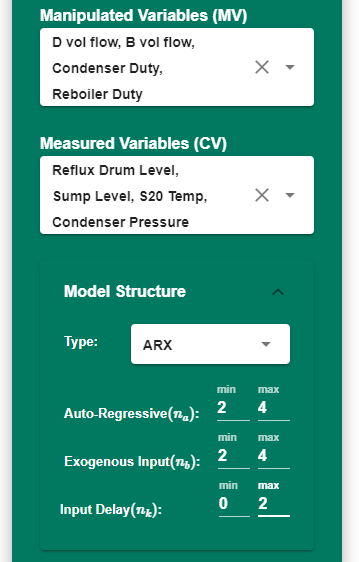 Manipulated Variables (MV)
D vol flow, B vol flow,
Condenser Duty,
Reboiler Duty
Measured Variables (CV)
Reflux Drum Level,
Sump Level, S20 Temp,
Condenser Pressure
Model Structure
Type: ARX
min max
Auto-Regressive(nₐ): 2 4
min max
Exogenous Input(n_b): 2 4
min max
Input Delay(nₖ): 0 2